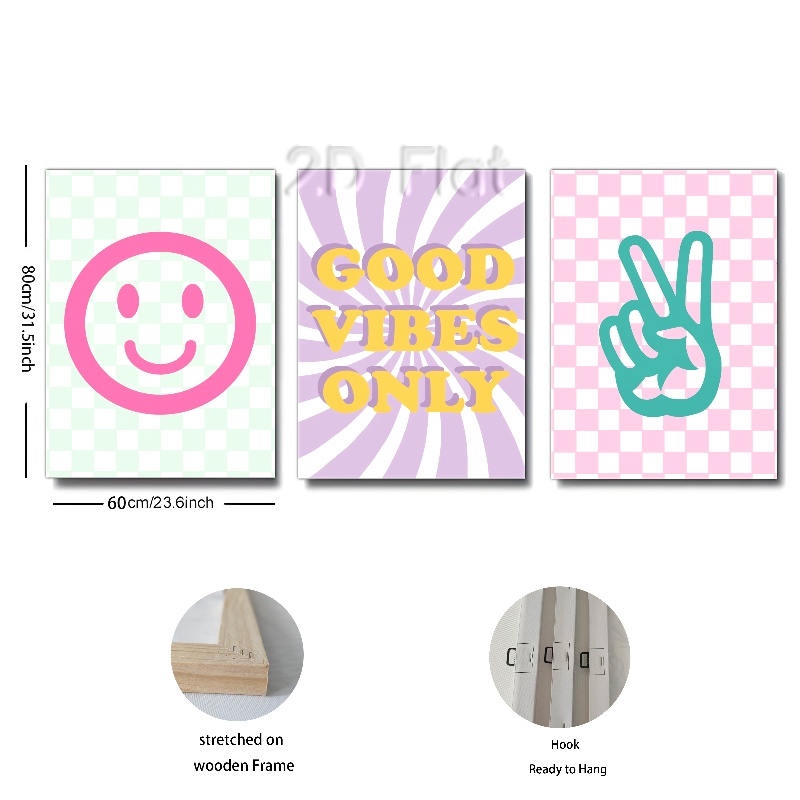 2D Flat
80cm/31.5inch
GOOD
VIBES
ONLY
60cm/23.6inch
stretched on
wooden Frame
Hook
Ready to Hang